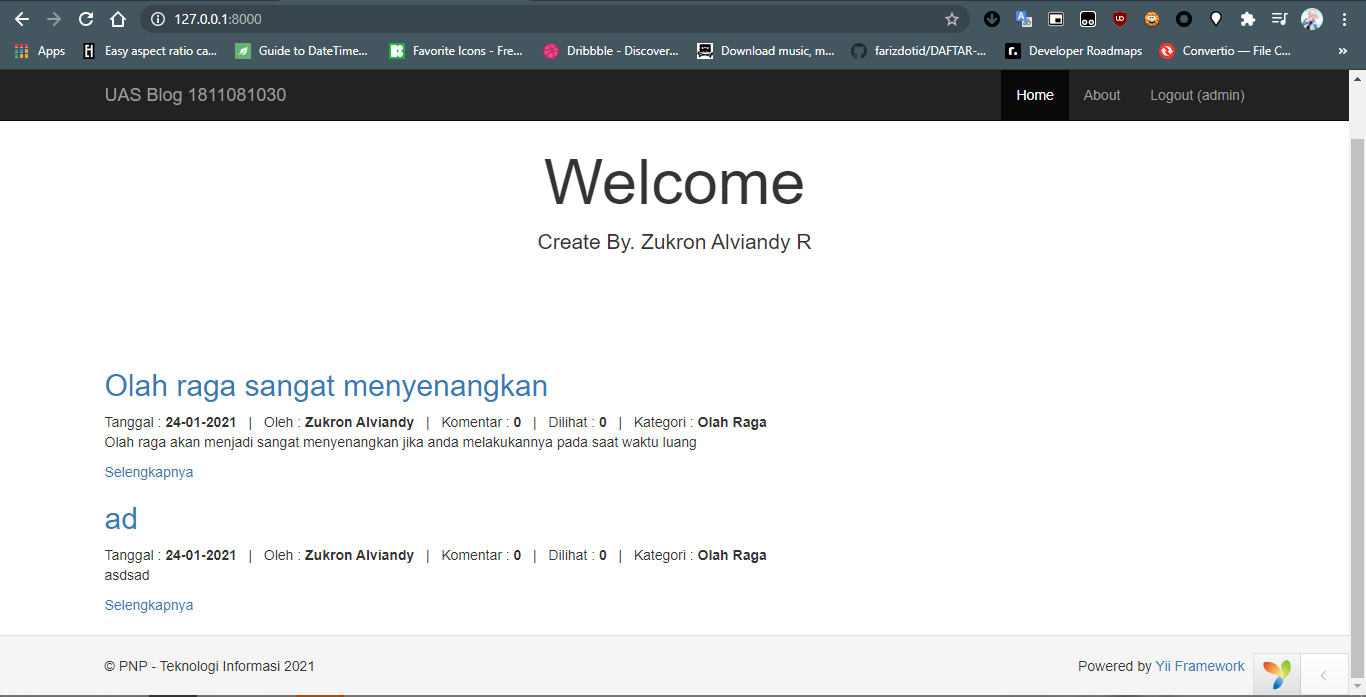 127.0.0.1:8000
Apps Easy aspect ratio ca... Guide to DateTime... Favorite Icons - Fre... Dribbble - Discover... Download music, m... farizdotid/DAFTAR-... Developer Roadmaps Convertio — File C... »
UAS Blog 1811081030 Home About Logout (admin)
Welcome
Create By. Zukron Alviandy R
Olah raga sangat menyenangkan
Tanggal : 24-01-2021 | Oleh : Zukron Alviandy | Komentar : 0 | Dilihat : 0 | Kategori : Olah Raga
Olah raga akan menjadi sangat menyenangkan jika anda melakukannya pada saat waktu luang
Selengkapnya
ad
Tanggal : 24-01-2021 | Oleh : Zukron Alviandy | Komentar : 0 | Dilihat : 0 | Kategori : Olah Raga
asdsad
Selengkapnya
© PNP - Teknologi Informasi 2021 Powered by Yii Framework